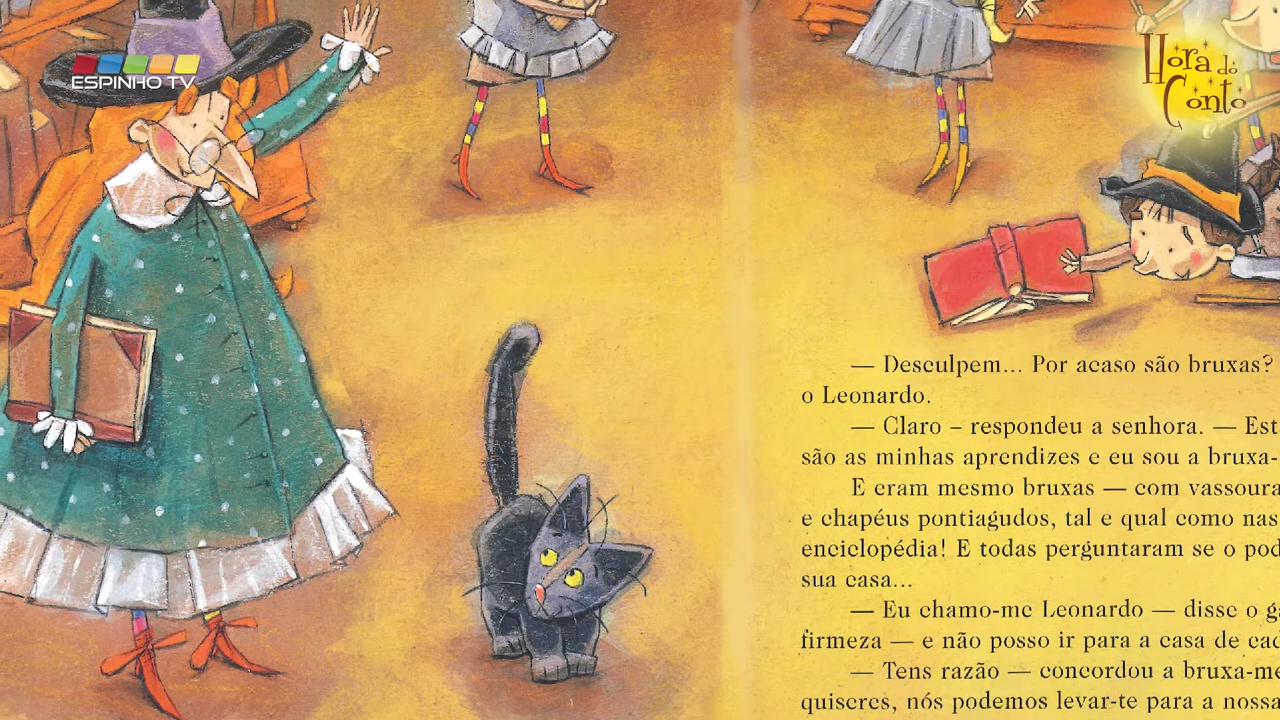 ESPINHO TV
Hora do
Conto
— Desculpem... Por acaso são bruxas?
o Leonardo.
— Claro – respondeu a senhora. — Est
são as minhas aprendizes e eu sou a bruxa-
E eram mesmo bruxas — com vassoura
e chapéus pontiagudos, tal e qual como nas
enciclopédia! E todas perguntaram se o pod
sua casa...
— Eu chamo-me Leonardo — disse o ga
firmeza — e não posso ir para a casa de cad
— Tens razão — concordou a bruxa-me
quiseres, nós podemos levar-te para a nossa